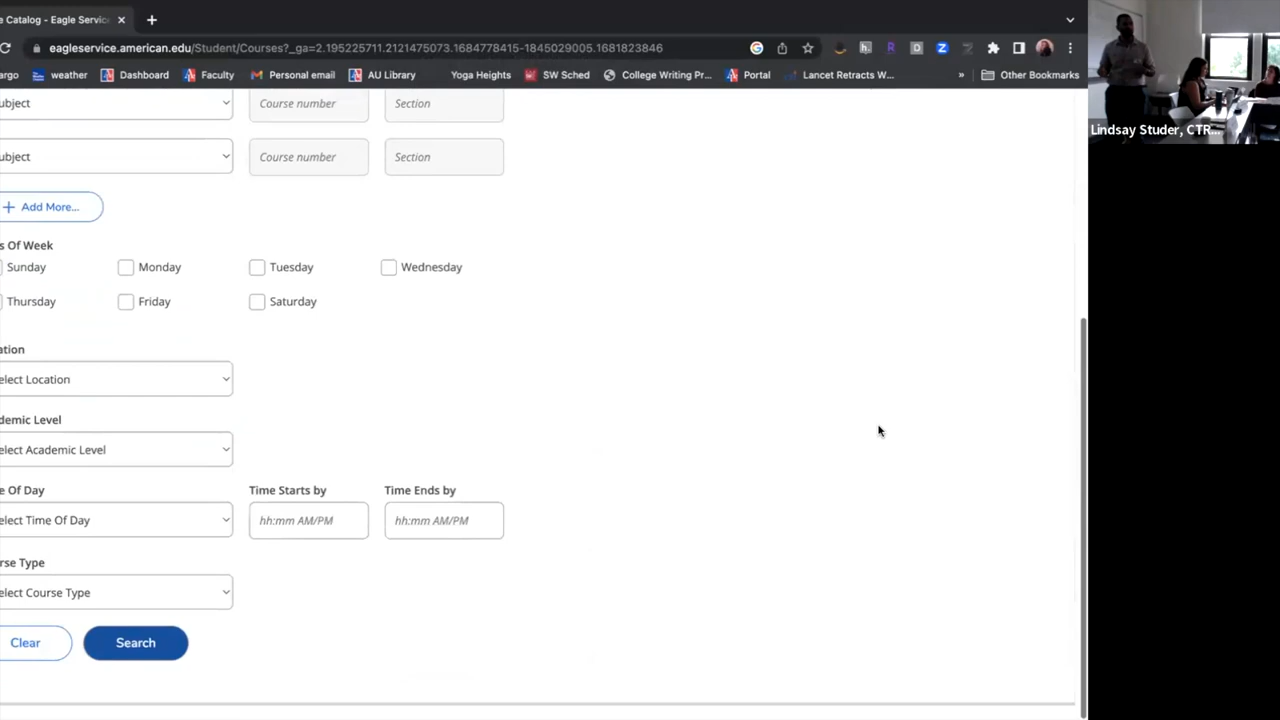 e Catalog - Eagle Servic
eagleservice.american.edu/Student/Courses?_ga=2.195225711.2121475073.1684778415-1845029005.1681823846
argo weather Dashboard Faculty Personal email AU Library Yoga Heights SW Sched College Writing Pr... Portal Lancet Retracts W... » Other Bookmarks
ubject Course number Section
ubject Course number Section
+ Add More...
s Of Week
Sunday Monday Tuesday Wednesday
Thursday Friday Saturday
ation
elect Location
demic Level
elect Academic Level
e Of Day Time Starts by Time Ends by
elect Time Of Day hh:mm AM/PM hh:mm AM/PM
rse Type
elect Course Type
Clear Search
Lindsay Studer, CTR...